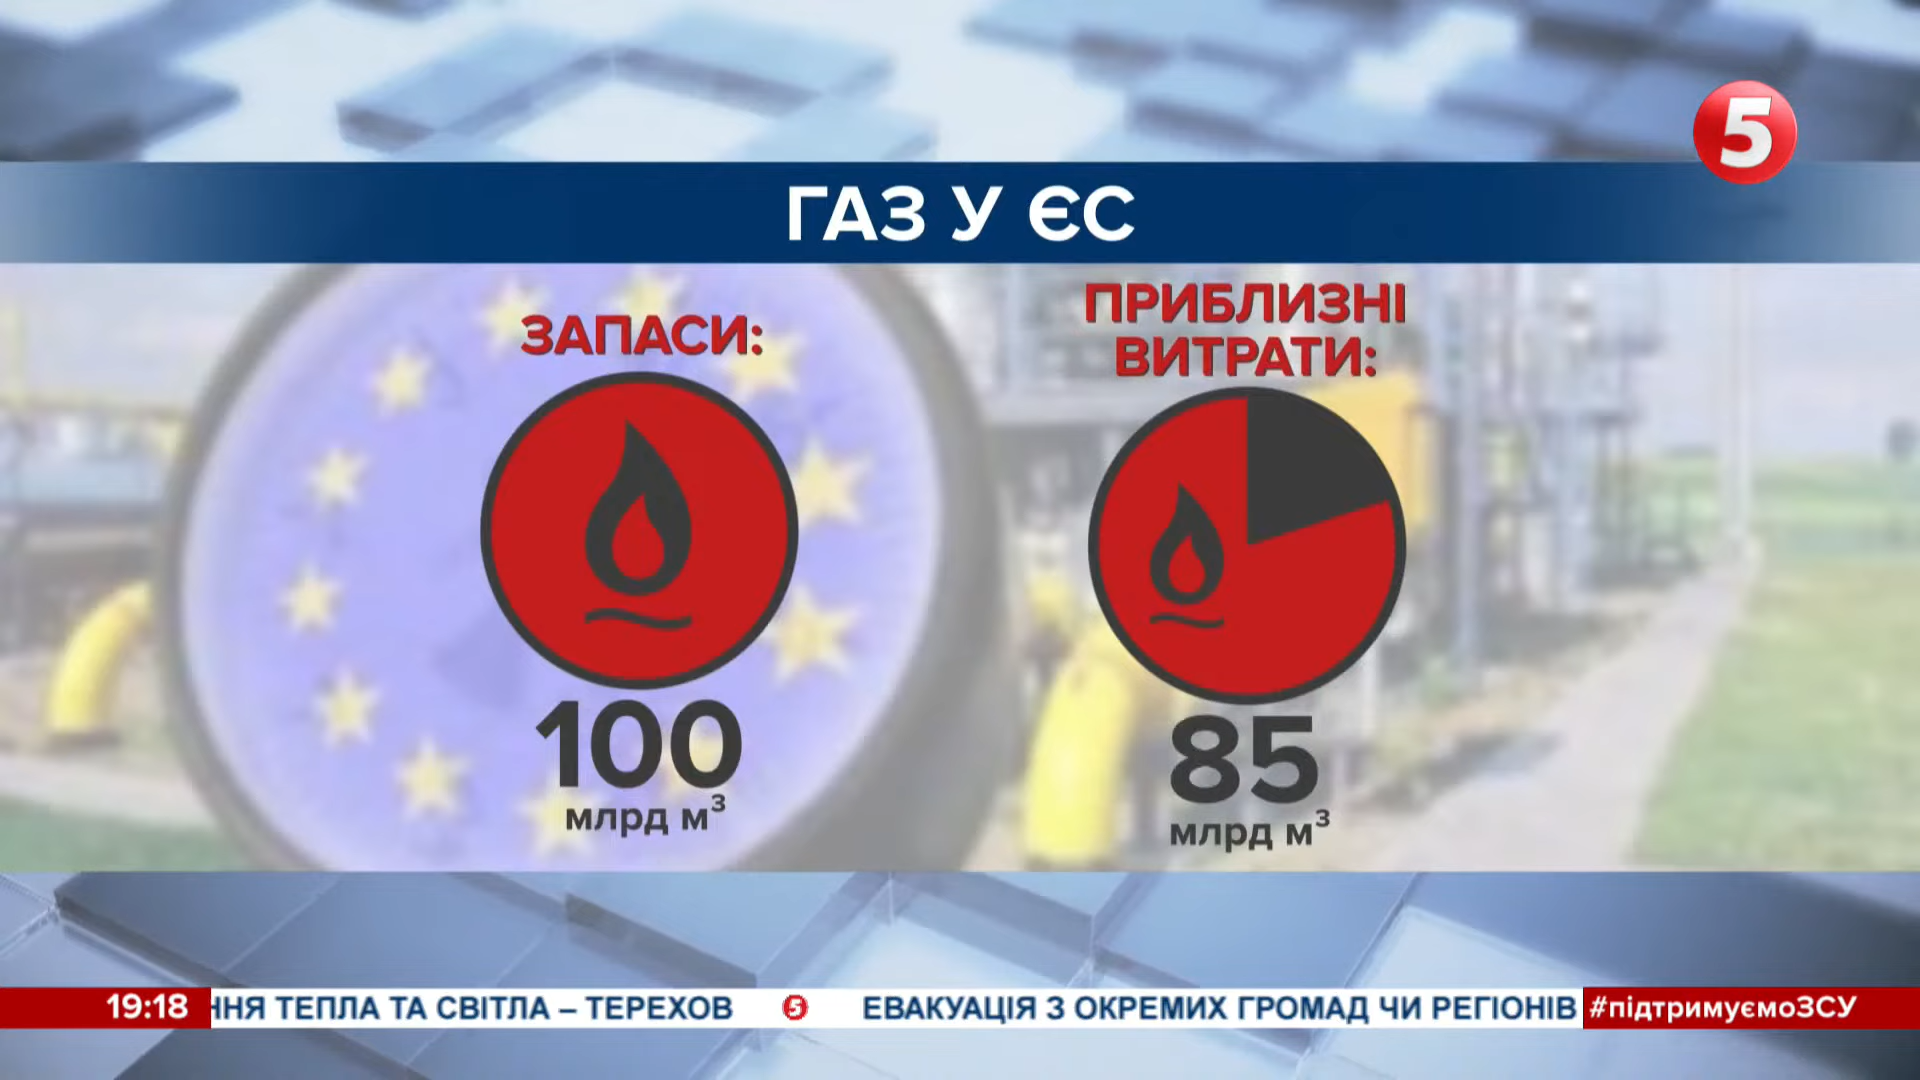 5
ГАЗ У ЄС
ЗАПАСИ:
100
млрд м³
ПРИБЛИЗНІ
ВИТРАТИ:
85
млрд м³
19:18
ННЯ ТЕПЛА ТА СВІТЛА – ТЕРЕХОВ 5 ЕВАКУАЦІЯ З ОКРЕМИХ ГРОМАД ЧИ РЕГІОНІВ
#підтримуємоЗСУ